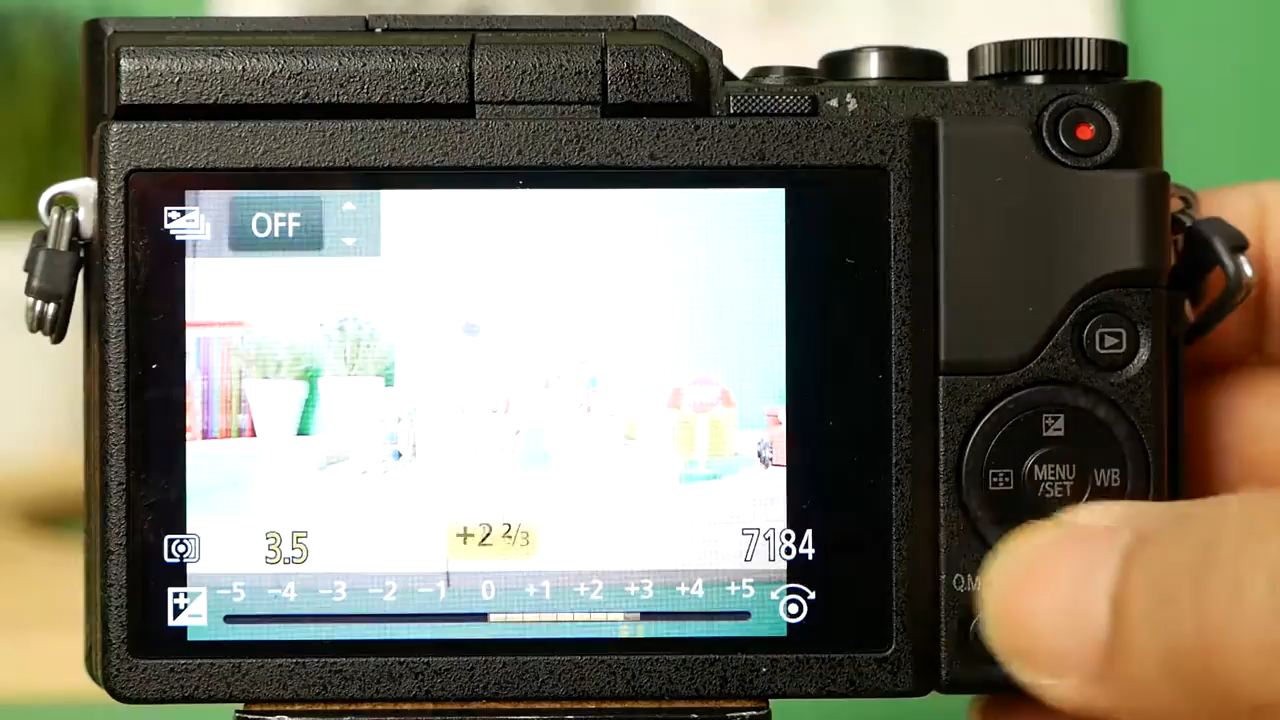 OFF
3.5
+2 2/3
7184
-5 -4 -3 -2 -1 0 +1 +2 +3 +4 +5
MENU
/SET
WB
Q.M